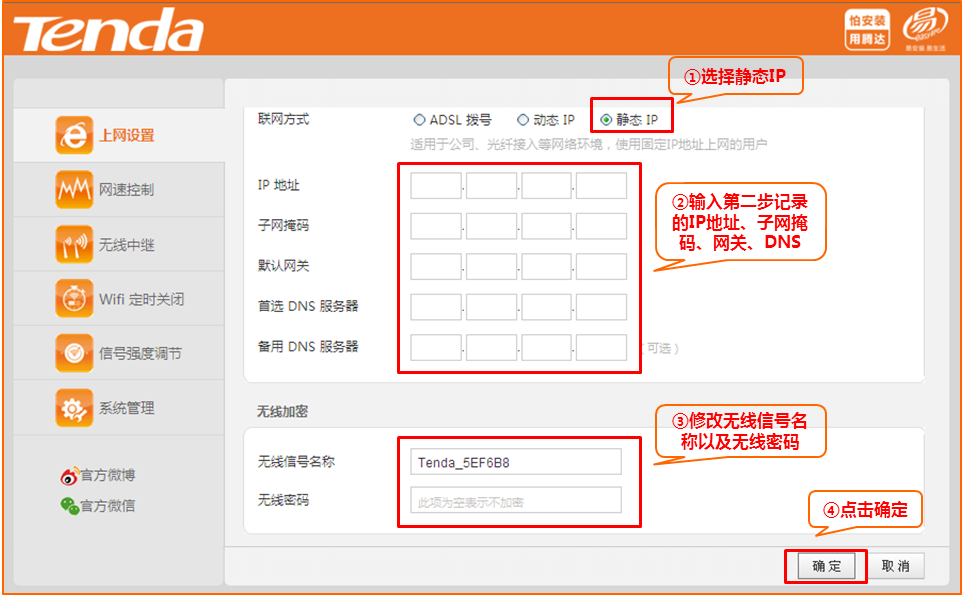 Tenda
怕安装
用腾达
易
easy
易安装 易生活
①选择静态IP
联网方式
ADSL 拨号
动态 IP
静态 IP
适用于公司、光纤接入等网络环境，使用固定IP地址上网的用户
上网设置
网速控制
无线中继
Wifi 定时关闭
信号强度调节
系统管理
官方微博
官方微信
IP 地址
子网掩码
默认网关
首选 DNS 服务器
备用 DNS 服务器
可选）
②输入第二步记录
的IP地址、子网掩
码、网关、DNS
无线加密
无线信号名称
Tenda_5EF6B8
无线密码
此项为空表示不加密
③修改无线信号名
称以及无线密码
④点击确定
确 定
取 消